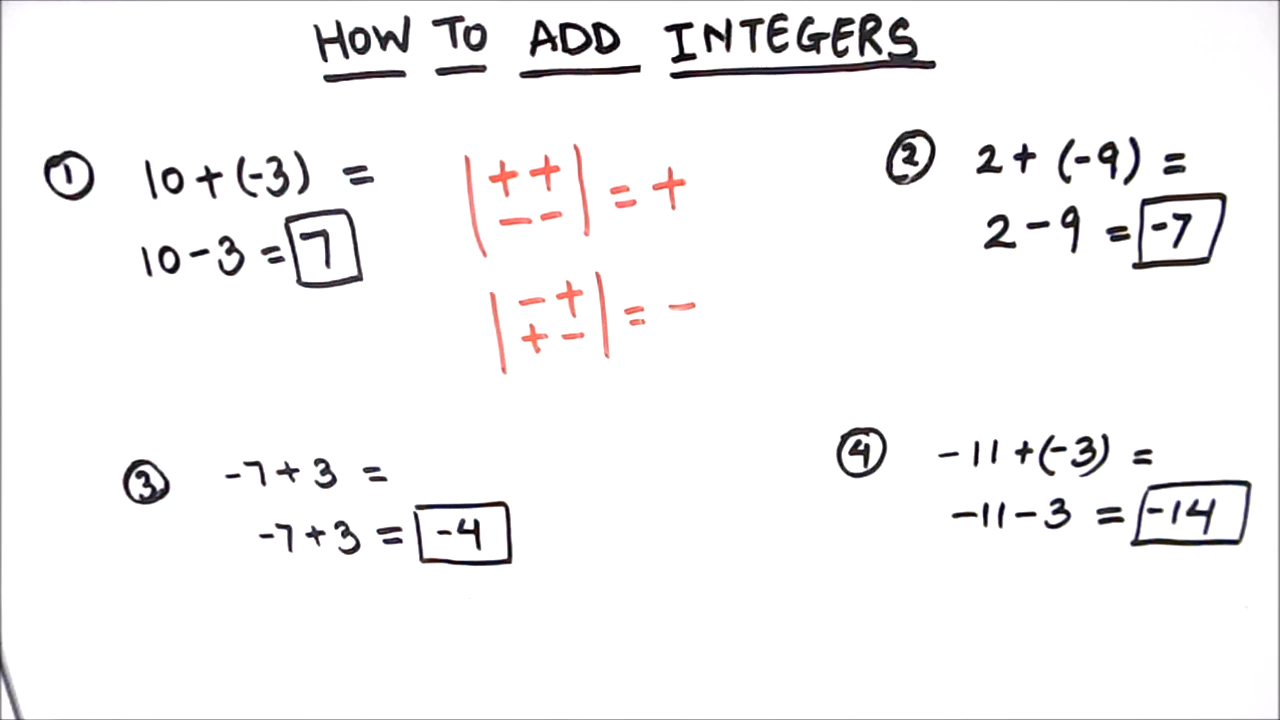 HOW TO ADD INTEGERS
① 10 + (-3) =
10 - 3 = 7
| + + | = +
| - - |
| - + | = -
| + - |
② 2 + (-9) =
2 - 9 = -7
③ -7 + 3 =
-7 + 3 = -4
④ -11 + (-3) =
-11 - 3 = -14